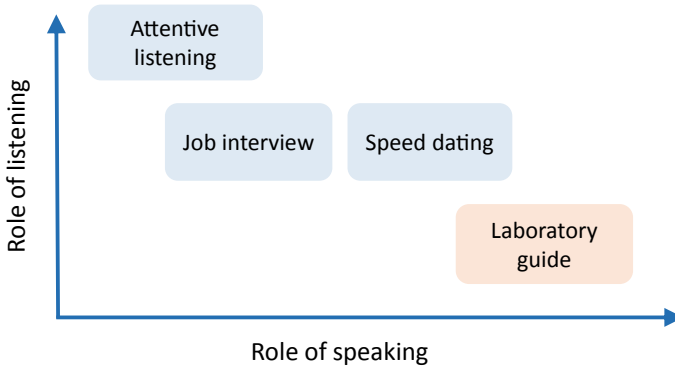 Attentive
listening
Job interview
Speed dating
Laboratory
guide
Role of listening
Role of speaking